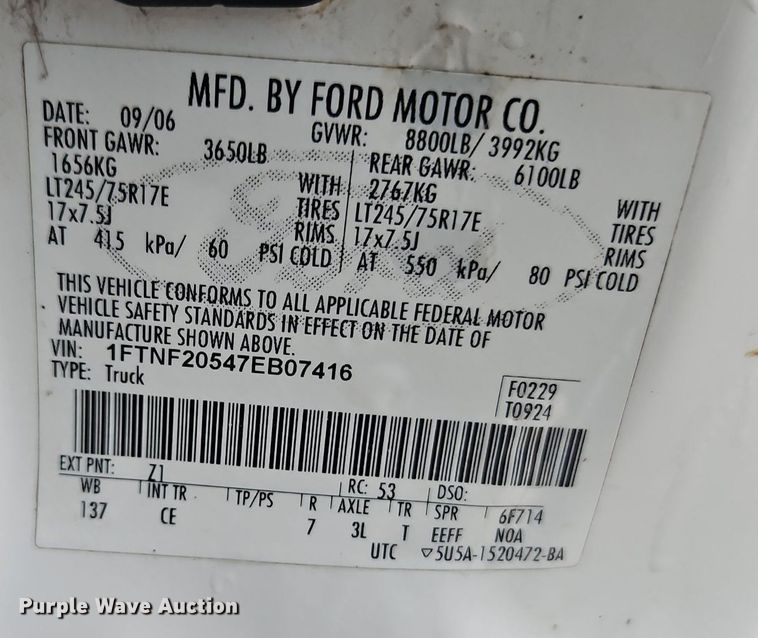 MFD. BY FORD MOTOR CO.
DATE: 09/06 GVWR: 8800LB/ 3992KG
FRONT GAWR: 3650LB REAR GAWR: 6100LB
1656KG WITH 2767KG WITH
LT245/75R17E TIRES LT245/75R17E TIRES
17x7.5J RIMS 17x7.5J RIMS
AT 415 kPa/ 60 PSI COLD AT 550 kPa/ 80 PSI COLD
THIS VEHICLE CONFORMS TO ALL APPLICABLE FEDERAL MOTOR
VEHICLE SAFETY STANDARDS IN EFFECT ON THE DATE OF
MANUFACTURE SHOWN ABOVE.
VIN: 1FTNF20547EB07416
TYPE: Truck
F0229
T0924
EXT PNT: Z1 RC: 53 DSO:
WB INT TR TP/PS R AXLE TR SPR 6F714
137 CE 7 3L T EEFF NOA
UTC ▽5U5A-1520472-BA
Purple Wave Auction